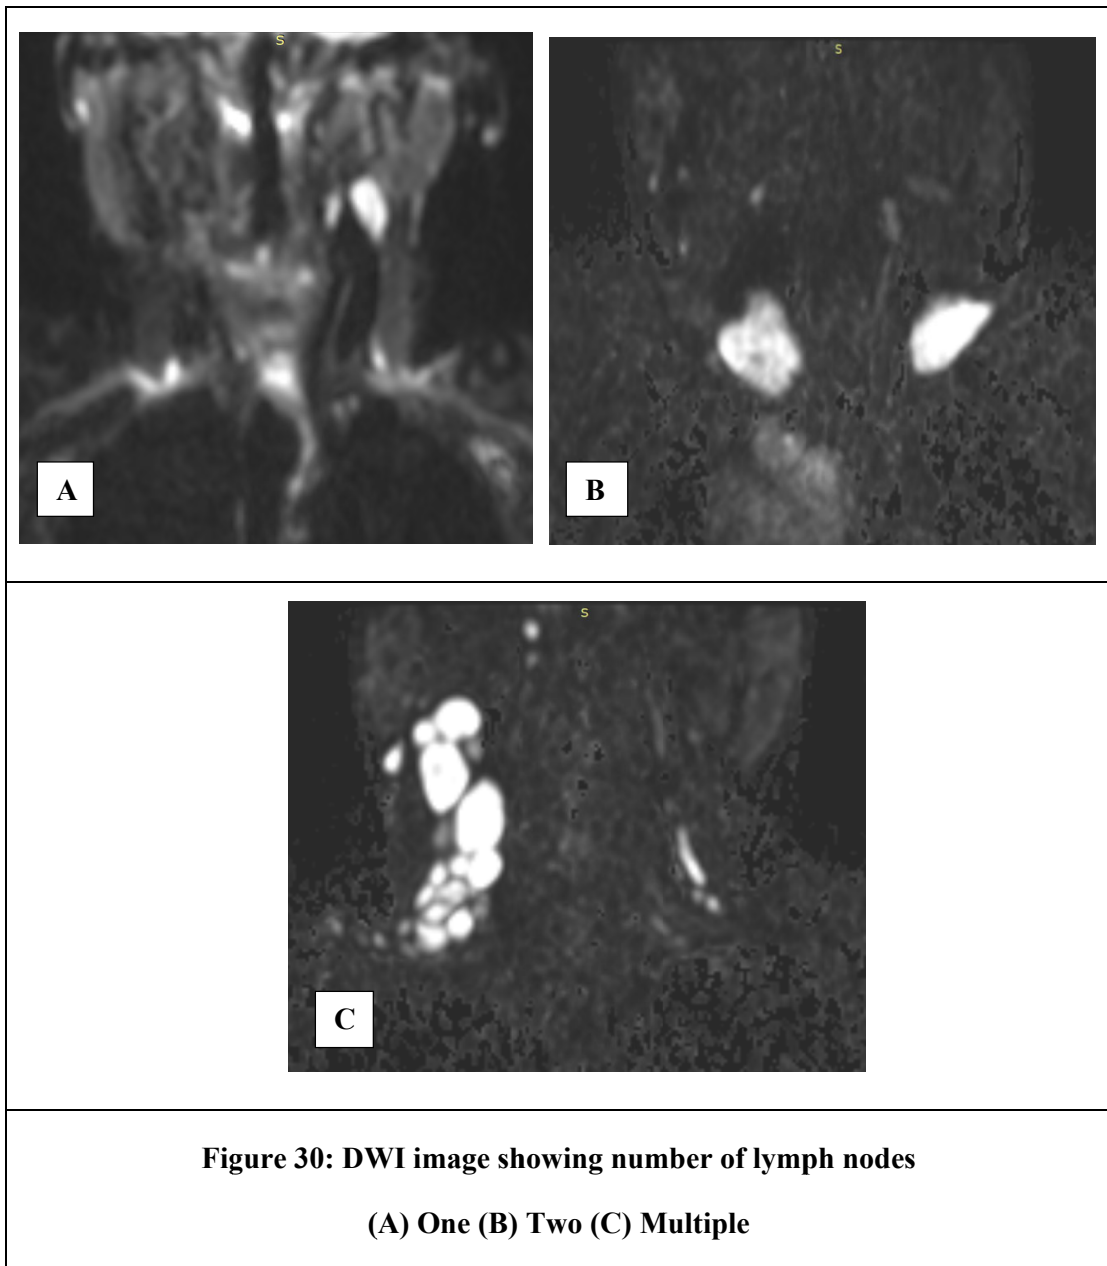 S
S
A
B
S
C
Figure 30: DWI image showing number of lymph nodes
(A) One (B) Two (C) Multiple